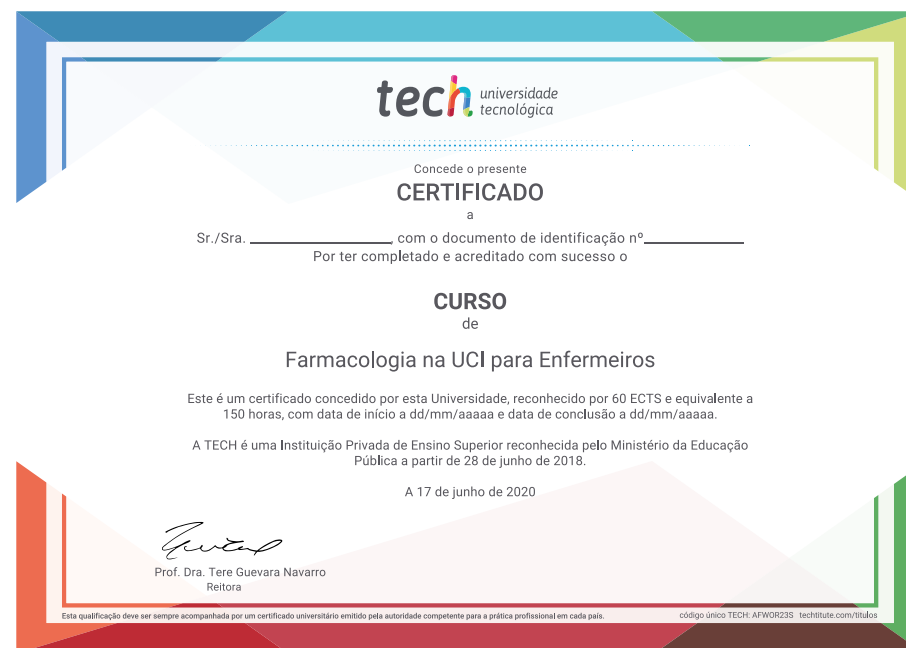 tech universidade
tecnológica
Concede o presente
CERTIFICADO
a
Sr./Sra. ____________________, com o documento de identificação nº______________
Por ter completado e acreditado com sucesso o
CURSO
de
Farmacologia na UCI para Enfermeiros
Este é um certificado concedido por esta Universidade, reconhecido por 60 ECTS e equivalente a
150 horas, com data de início a dd/mm/aaaaa e data de conclusão a dd/mm/aaaaa.
A TECH é uma Instituição Privada de Ensino Superior reconhecida pelo Ministério da Educação
Pública a partir de 28 de junho de 2018.
A 17 de junho de 2020
Prof. Dra. Tere Guevara Navarro
Reitora
Esta qualificação deve ser sempre acompanhada por um certificado universitário emitido pela autoridade competente para a prática profissional em cada país.
código único TECH: AFWOR23S techtitute.com/titulos